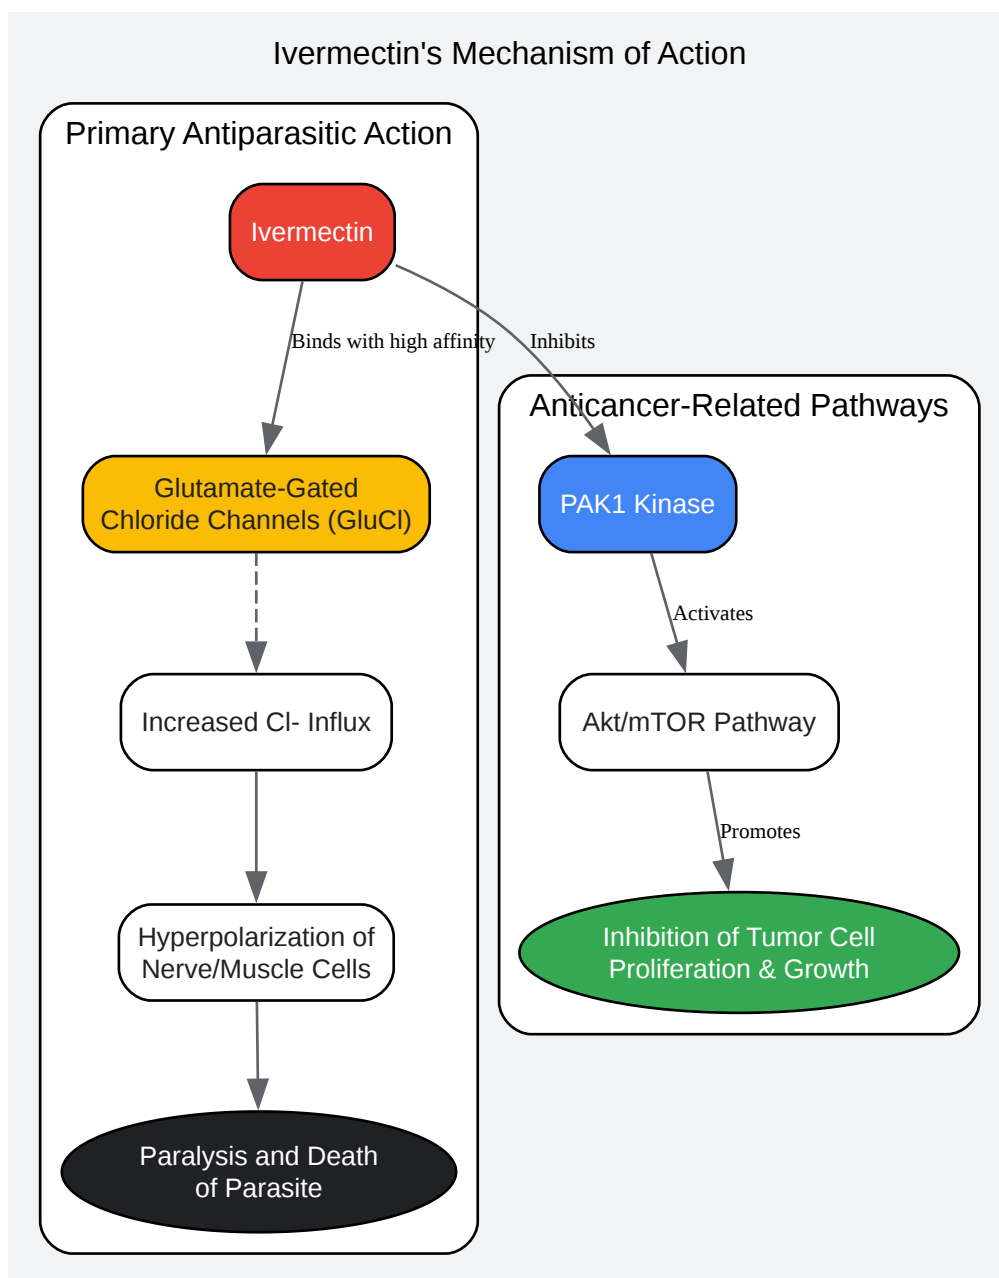 Ivermectin's Mechanism of Action
Primary Antiparasitic Action
Ivermectin
Binds with high affinity
Inhibits
Anticancer-Related Pathways
Glutamate-Gated
Chloride Channels (GluCl)
PAK1 Kinase
Activates
Increased Cl- Influx
Akt/mTOR Pathway
Promotes
Hyperpolarization of
Nerve/Muscle Cells
Inhibition of Tumor Cell
Proliferation & Growth
Paralysis and Death
of Parasite